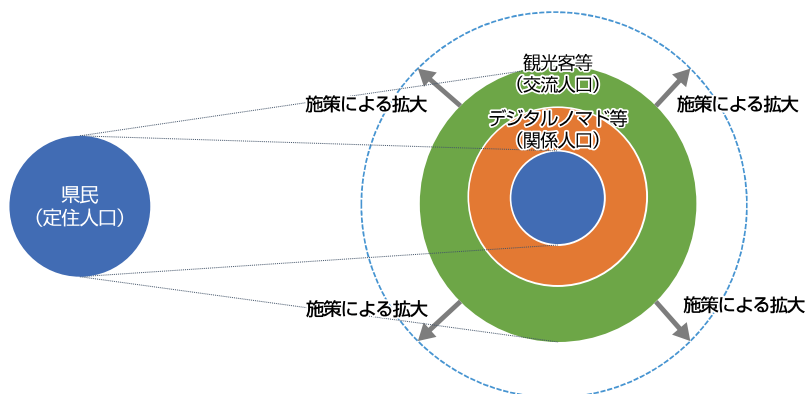 観光客等
（交流人口）
施策による拡大
施策による拡大
デジタルノマド等
（関係人口）
県民
（定住人口）
施策による拡大
施策による拡大